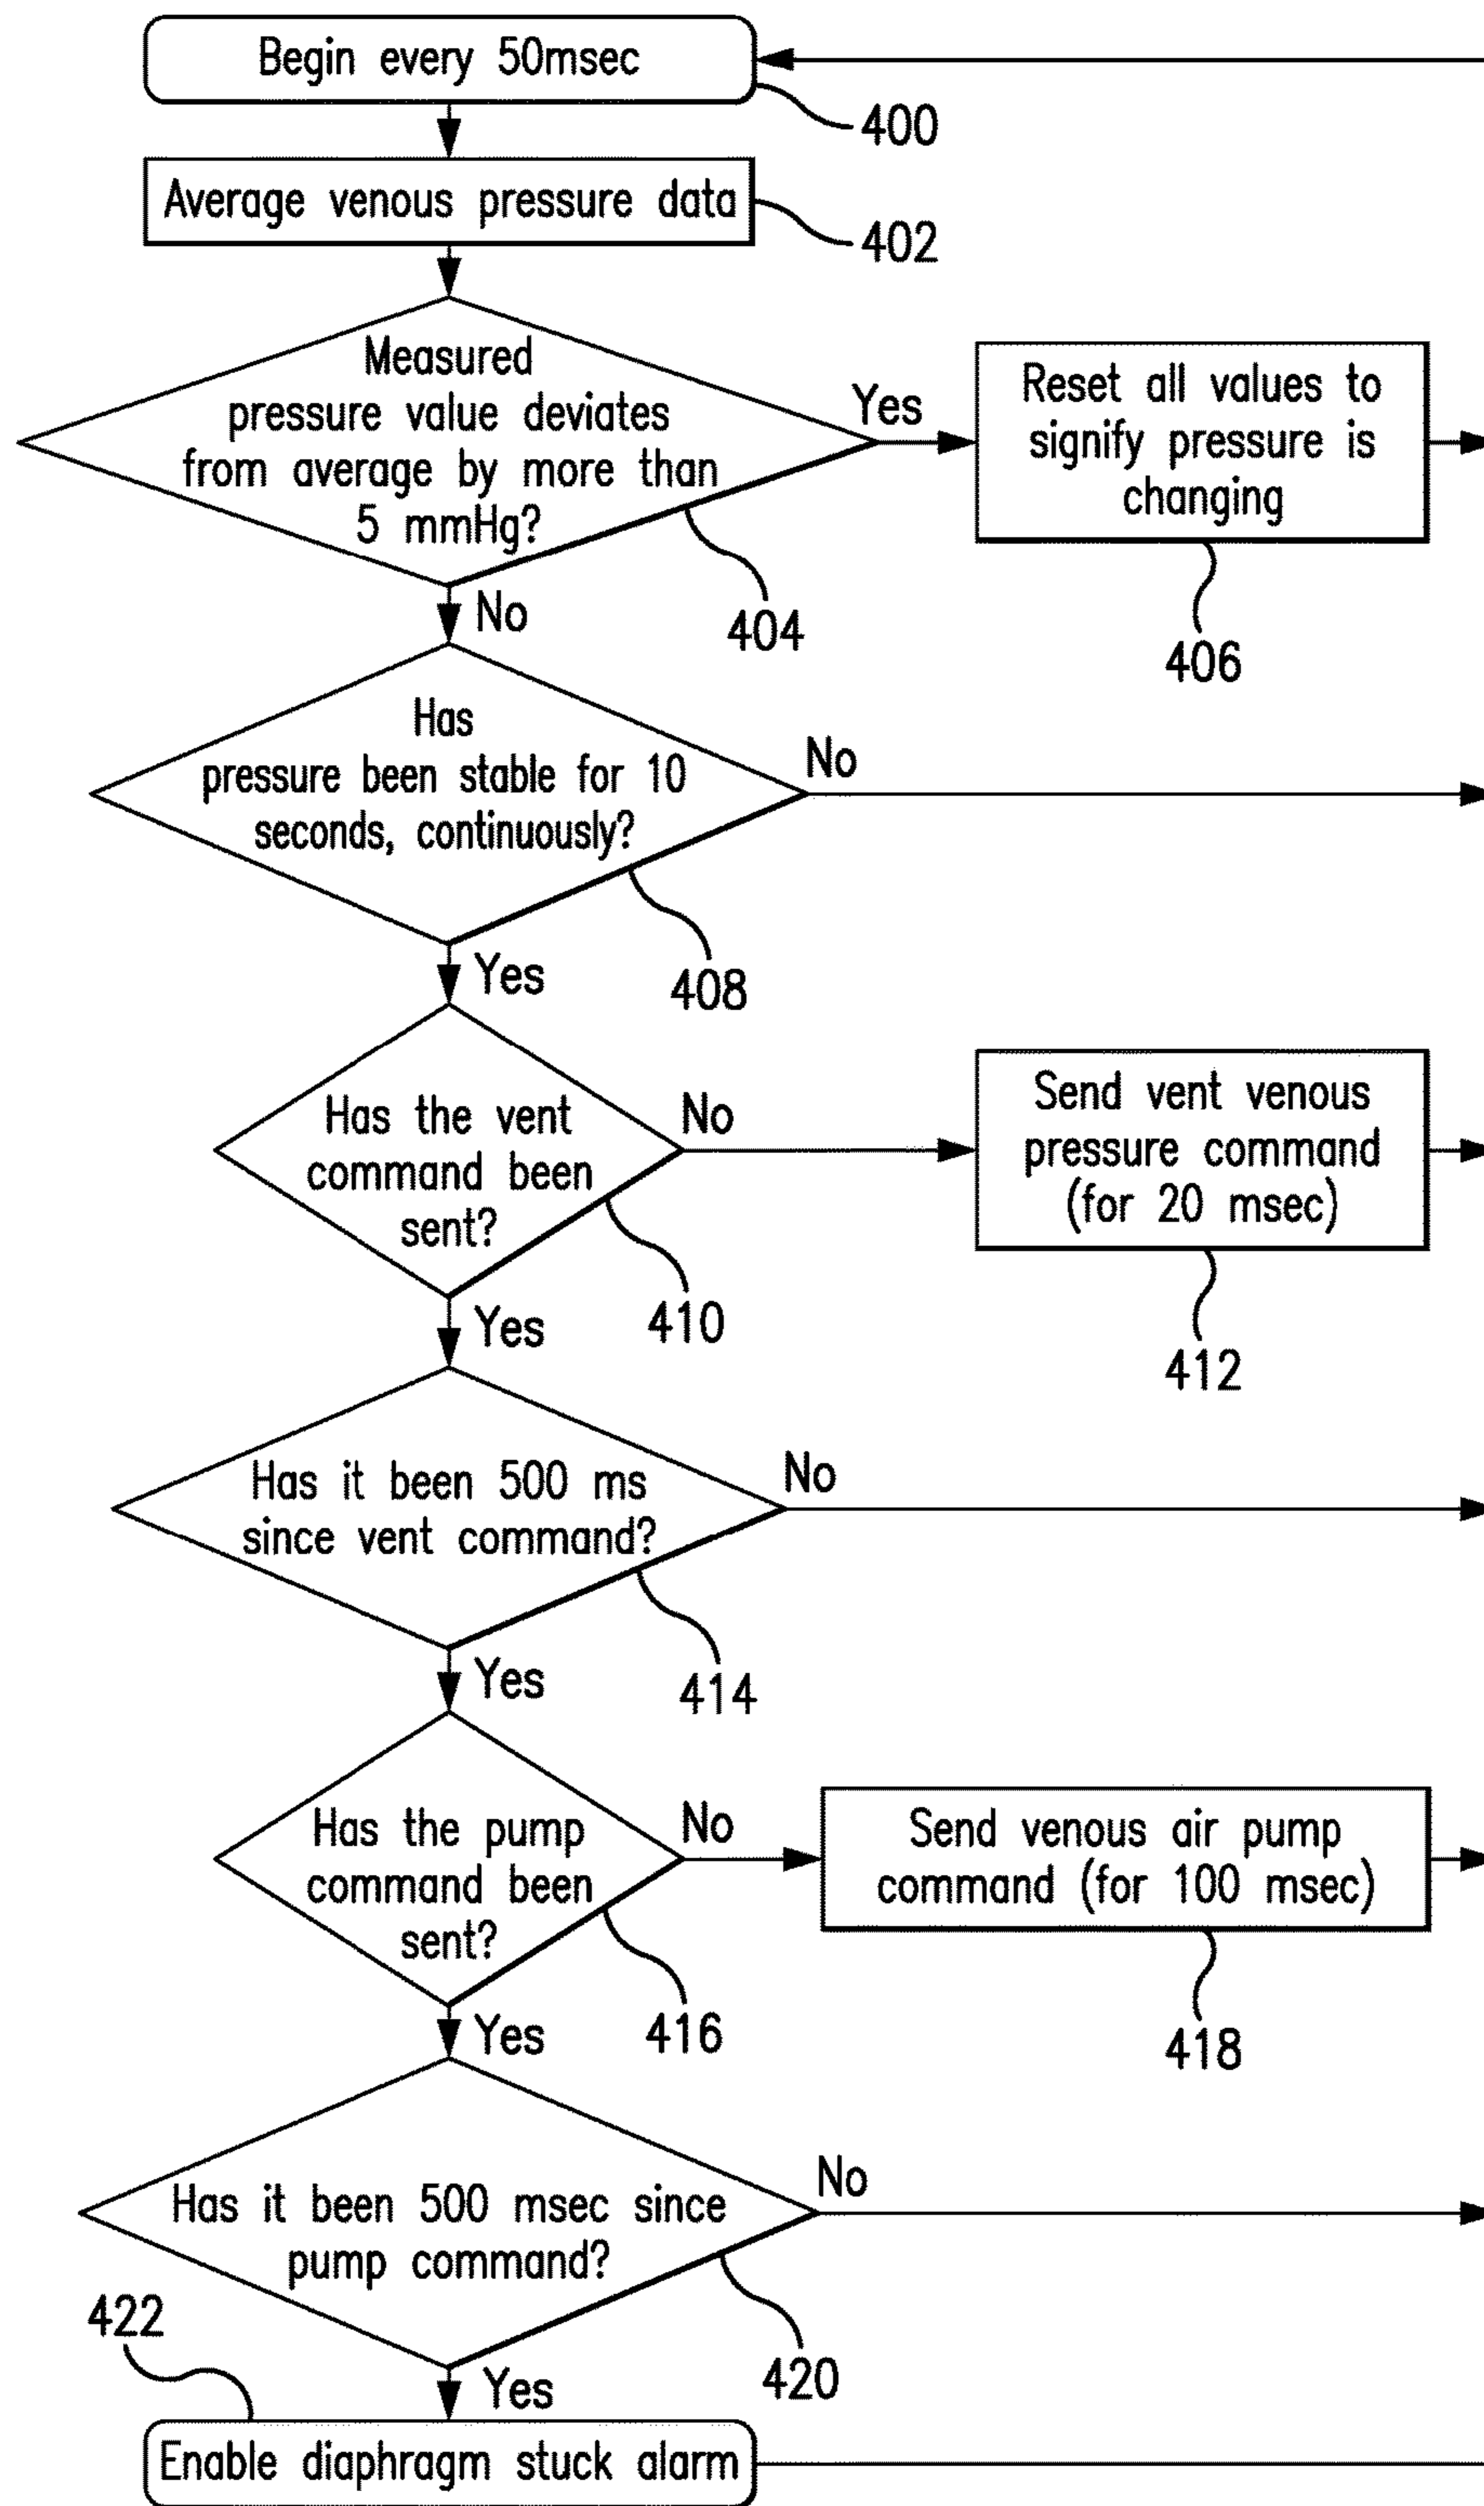 Begin every 50msec
400
Average venous pressure data
402
Measured
pressure value deviates
from average by more than
5 mmHg?
Yes
404
No
Reset all values to
signify pressure is
changing
406
Has
pressure been stable for 10
seconds, continuously?
No
408
Yes
Has the vent
command been
sent?
No
410
Yes
Send vent venous
pressure command
(for 20 msec)
412
Has it been 500 ms
since vent command?
No
414
Yes
Has the pump
command been
sent?
No
416
Yes
Send venous air pump
command (for 100 msec)
418
Has it been 500 msec since
pump command?
No
420
Yes
422
Enable diaphragm stuck alarm